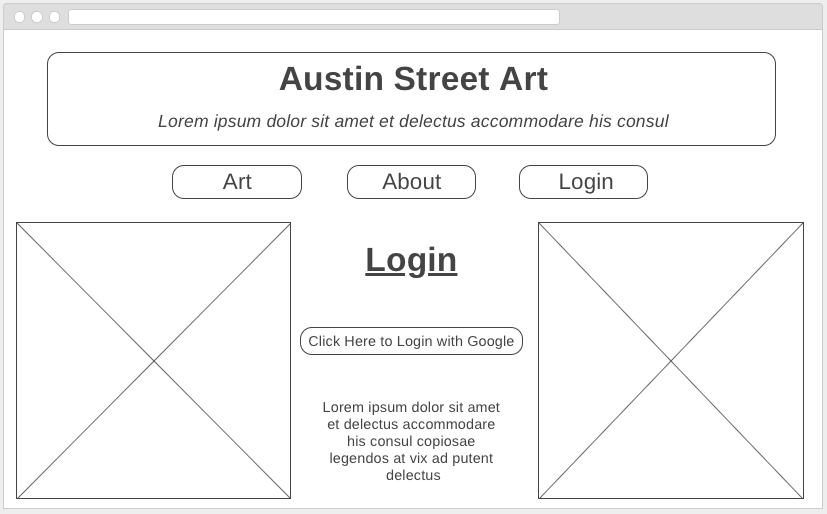 Austin Street Art
Lorem ipsum dolor sit amet et delectus accommodare his consul
Art
About
Login
Login
Click Here to Login with Google
Lorem ipsum dolor sit amet
et delectus accommodare
his consul copiosae
legendos at vix ad putent
delectus